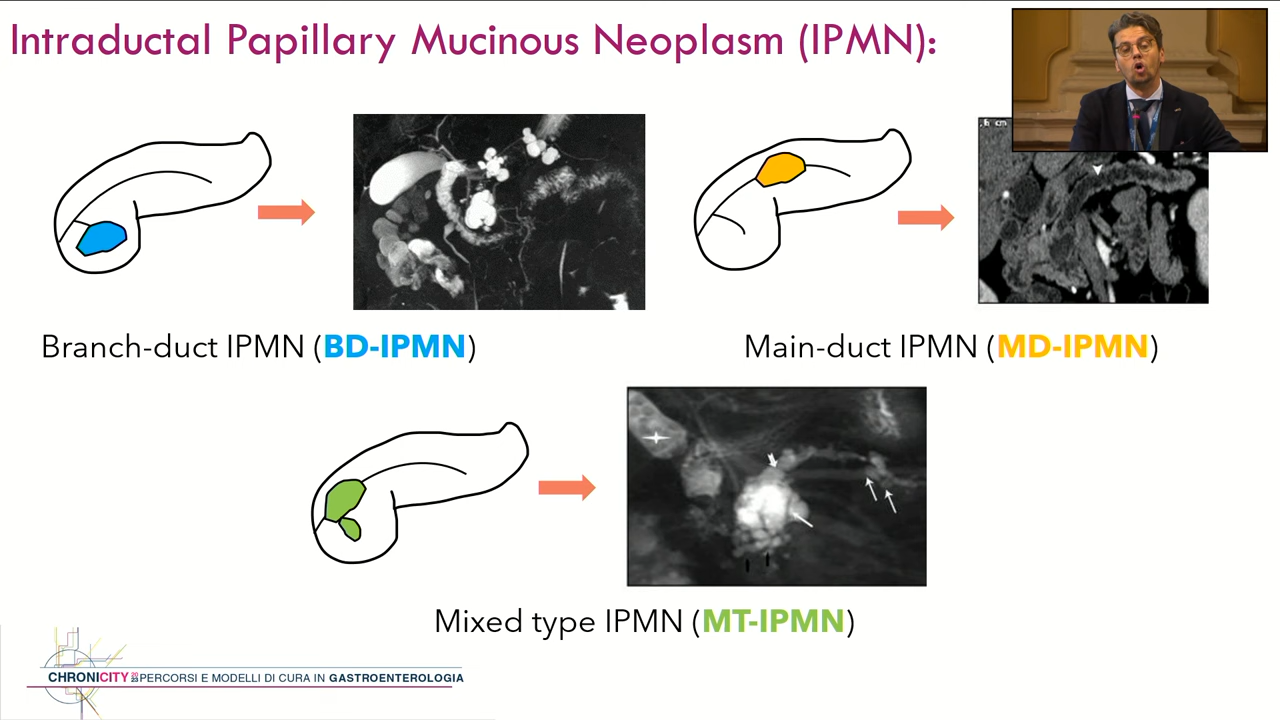 Intraductal Papillary Mucinous Neoplasm (IPMN):
Branch-duct IPMN (BD-IPMN)
Main-duct IPMN (MD-IPMN)
Mixed type IPMN (MT-IPMN)
CHRONICITY 2023 PERCORSI E MODELLI DI CURA IN GASTROENTEROLOGIA